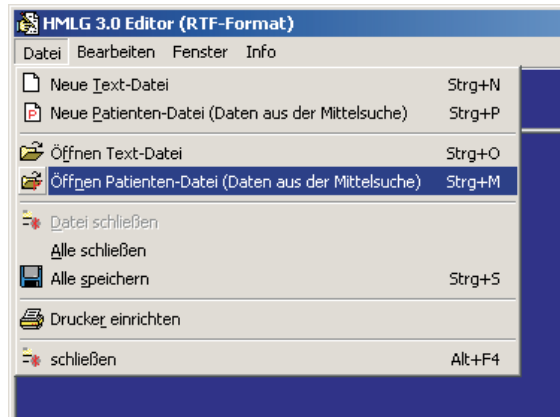 HMLG 3.0 Editor (RTF-Format)
Datei Bearbeiten Fenster Info
Neue Text-Datei Strg+N
Neue Patienten-Datei (Daten aus der Mittelsuche) Strg+P
Öffnen Text-Datei Strg+O
Öffnen Patienten-Datei (Daten aus der Mittelsuche) Strg+M
Datei schließen
Alle schließen
Alle speichern Strg+S
Drucker einrichten
schließen Alt+F4